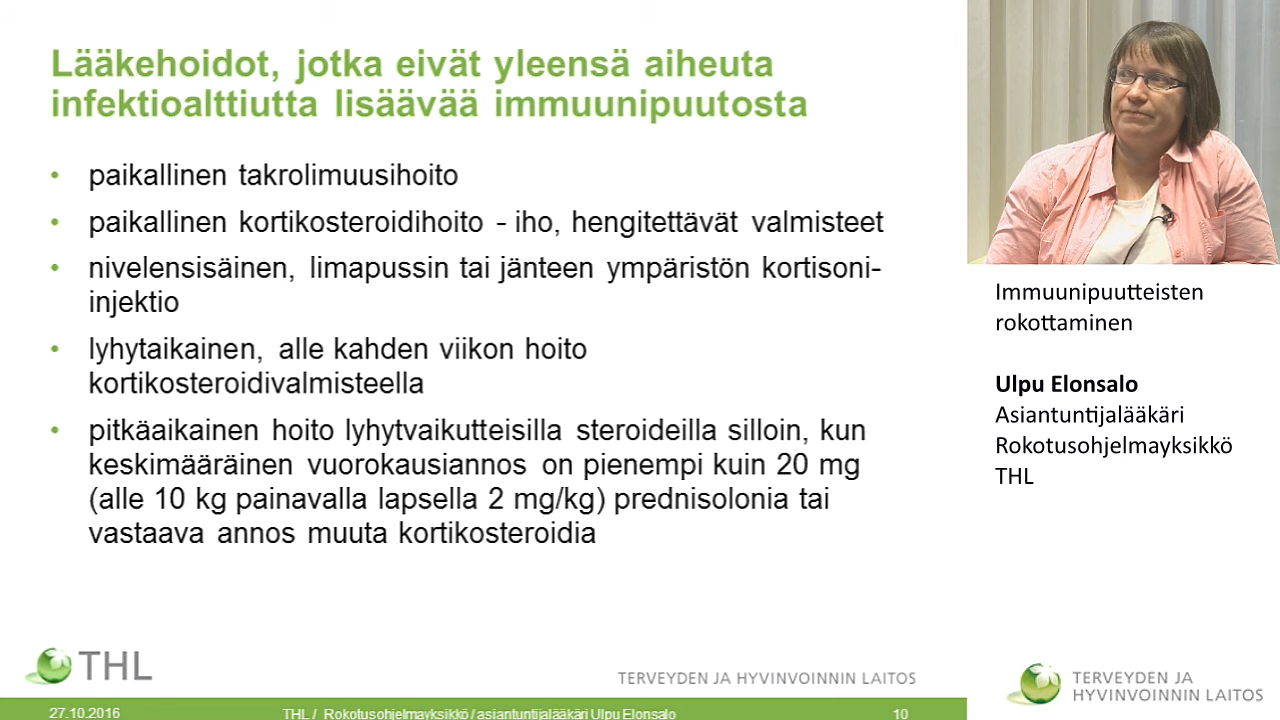 Lääkehoidot, jotka eivät yleensä aiheuta
infektioalttiutta lisäävää immuunipuutosta
• paikallinen takrolimuusihoito
• paikallinen kortikosteroidihoito - iho, hengitettävät valmisteet
• nivelensisäinen, limapussin tai jänteen ympäristön kortisoni-
injektio
• lyhytaikainen, alle kahden viikon hoito
kortikosteroidivalmisteella
• pitkäaikainen hoito lyhytvaikutteisilla steroideilla silloin, kun
keskimääräinen vuorokausiannos on pienempi kuin 20 mg
(alle 10 kg painavalla lapsella 2 mg/kg) prednisolonia tai
vastaava annos muuta kortikosteroidia
THL
TERVEYDEN JA HYVINVOINNIN LAITOS
27.10.2016
THL / Rokotusohjelmayksikkö / asiantuntijalääkäri Ulpu Elonsalo
10
Immuunipuutteisten
rokottaminen
Ulpu Elonsalo
Asiantuntijalääkäri
Rokotusohjelmayksikkö
THL
TERVEYDEN JA
HYVINVOINNIN LAITOS